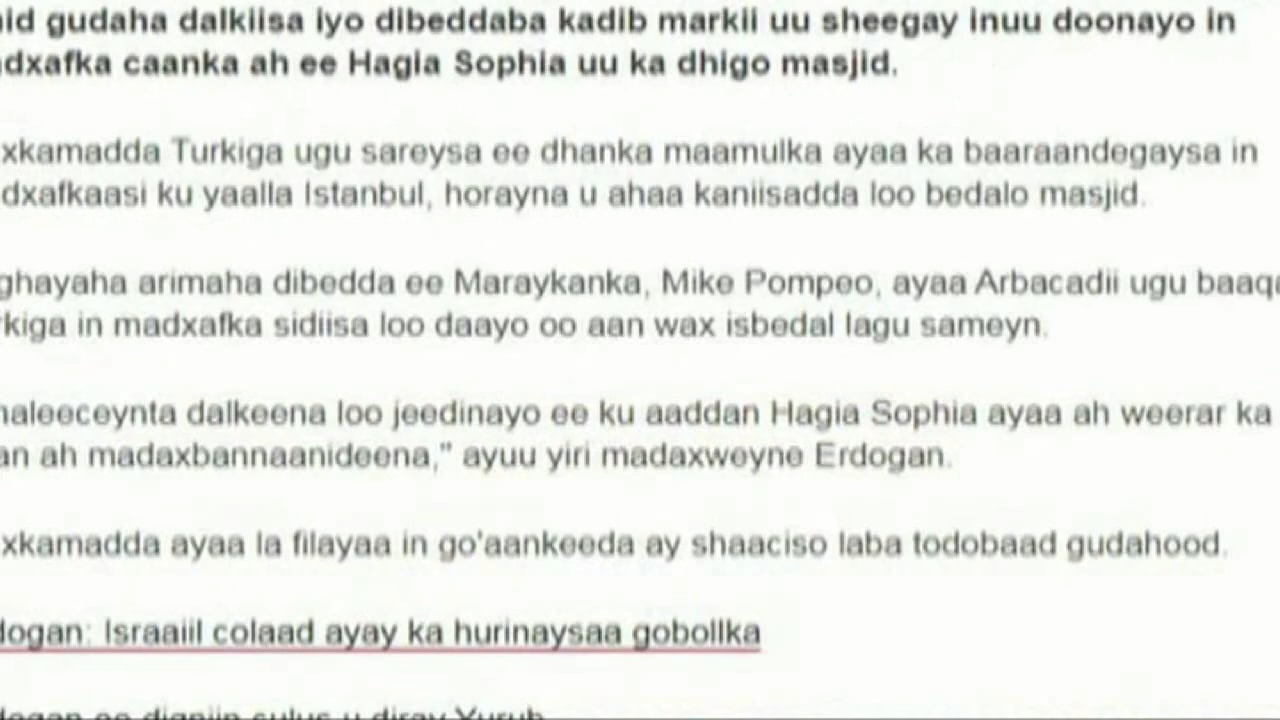 gudaha dalkiisa iyo dibeddaba kadib markii uu sheegay inuu doonayo in
caanka ah ee Hagia Sophia uu ka dhigo masjid.
xkamadda Turkiga ugu sareysa ee dhanka maamulka ayaa ka baaraandegaysa in
dxafkaasi ku yaalla Istanbul, horayna u ahaa kaniisadda loo bedalo masjid.
ghayaha arimaha dibedda ee Maraykanka, Mike Pompeo, ayaa Arbacadii ugu baaqa
rkiga in madxafka sidiisa loo daayo oo aan wax isbedal lagu sameyn.
haleeceynta dalkeena loo jeedinayo ee ku aaddan Hagia Sophia ayaa ah weerar ka
an ah madaxbannaanideena," ayuu yiri madaxweyne Erdogan.
xkamadda ayaa la filayaa in go'aankeeda ay shaaciso laba todobaad gudahood.
dogan: Israaiil colaad ayay ka hurinaysaa gobollka